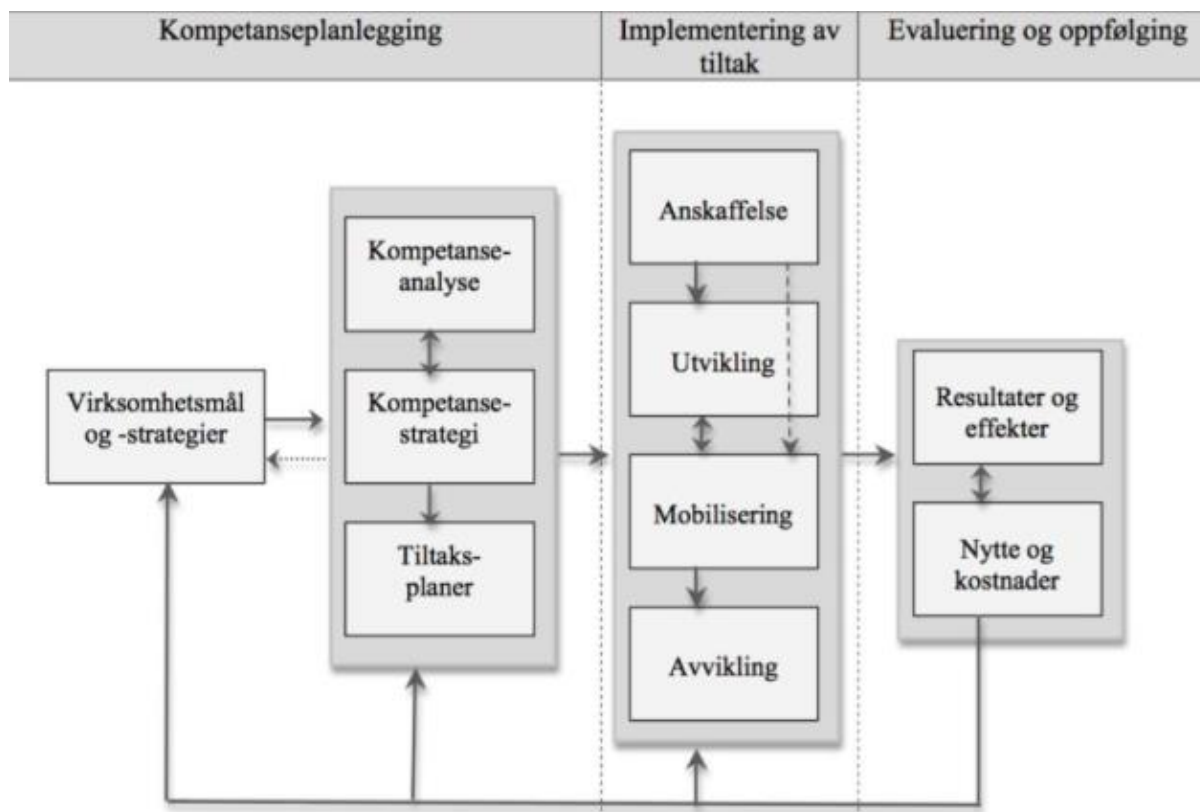 Kompetanseplanlegging
Implementering av
tiltak
Evaluering og oppfølging
Virksomhetsmål
og -strategier
Kompetanse-
analyse
Kompetanse-
strategi
Tiltaks-
planer
Anskaffelse
Utvikling
Mobilisering
Avvikling
Resultater og
effekter
Nytte og
kostnader